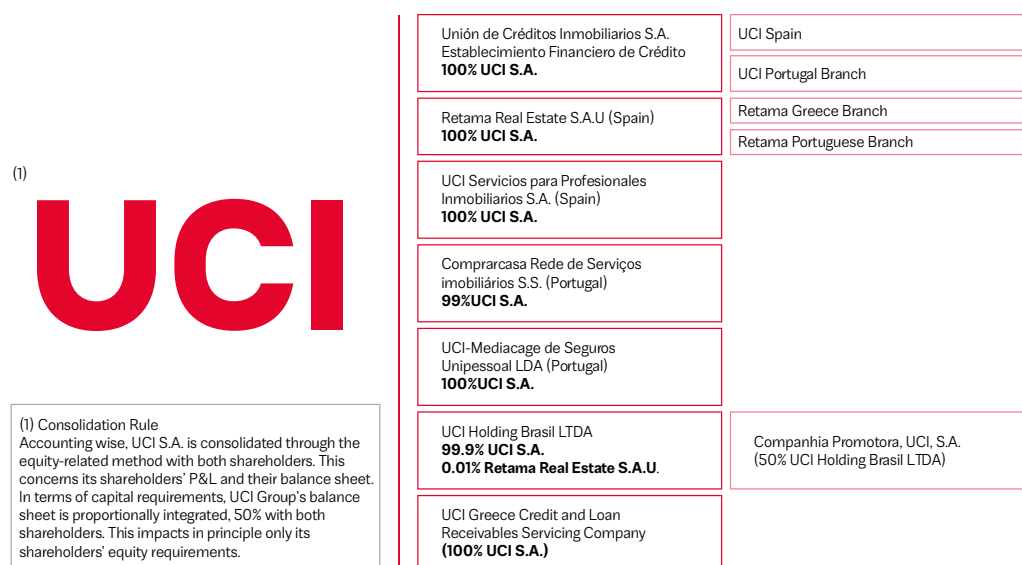 (1)
UCI
(1) Consolidation Rule
Accounting wise, UCI S.A. is consolidated through the
equity-related method with both shareholders. This
concerns its shareholders' P&L and their balance sheet.
In terms of capital requirements, UCI Group's balance
sheet is proportionally integrated, 50% with both
shareholders. This impacts in principle only its
shareholders' equity requirements.
Unión de Créditos Inmobiliarios S.A.
Establecimiento Financiero de Crédito
100% UCI S.A.
UCI Spain
UCI Portugal Branch
Retama Real Estate S.A.U (Spain)
100% UCI S.A.
Retama Greece Branch
Retama Portuguese Branch
UCI Servicios para Profesionales
Inmobiliarios S.A. (Spain)
100% UCI S.A.
Comprarcasa Rede de Serviços
imobiliários S.S. (Portugal)
99%UCI S.A.
UCI-Mediacage de Seguros
Unipessoal LDA (Portugal)
100%UCI S.A.
UCI Holding Brasil LTDA
99.9% UCI S.A.
0.01% Retama Real Estate S.A.U.
Companhia Promotora, UCI, S.A.
(50% UCI Holding Brasil LTDA)
UCI Greece Credit and Loan
Receivables Servicing Company
(100% UCI S.A.)